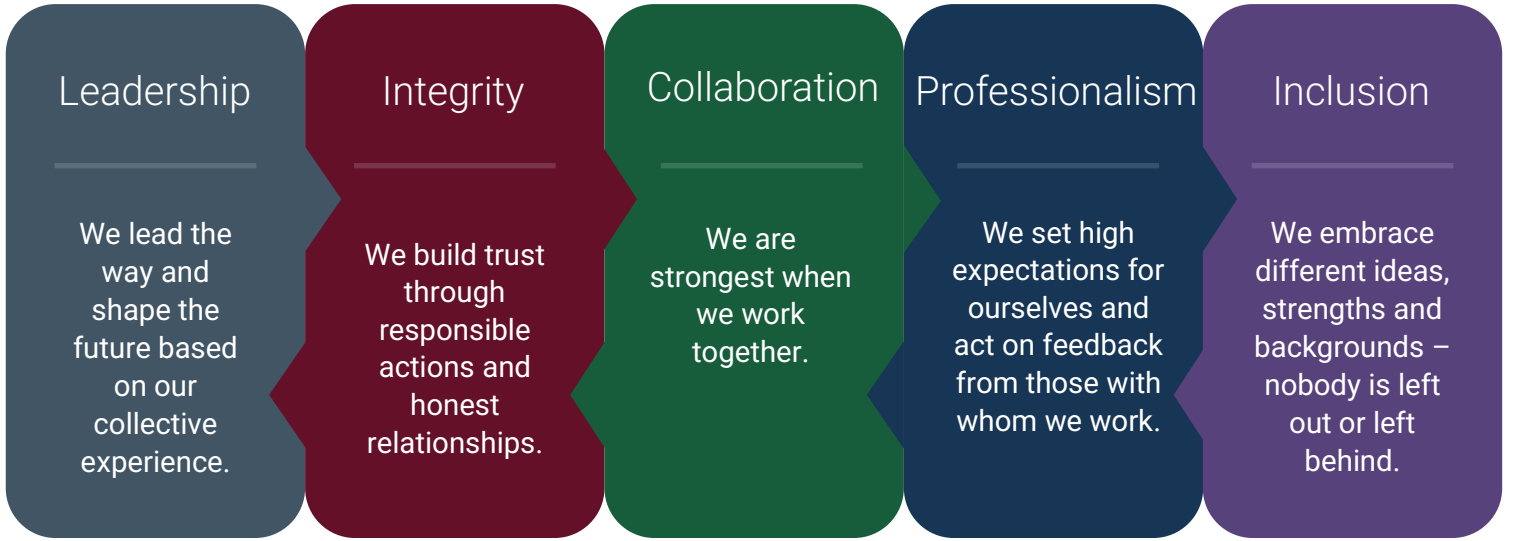 Leadership
We lead the
way and
shape the
future based
on our
collective
experience.
Integrity
We build trust
through
responsible
actions and
honest
relationships.
Collaboration
We are
strongest when
we work
together.
Professionalism
We set high
expectations for
ourselves and
act on feedback
from those with
whom we work.
Inclusion
We embrace
different ideas,
strengths and
backgrounds –
nobody is left
out or left
behind.